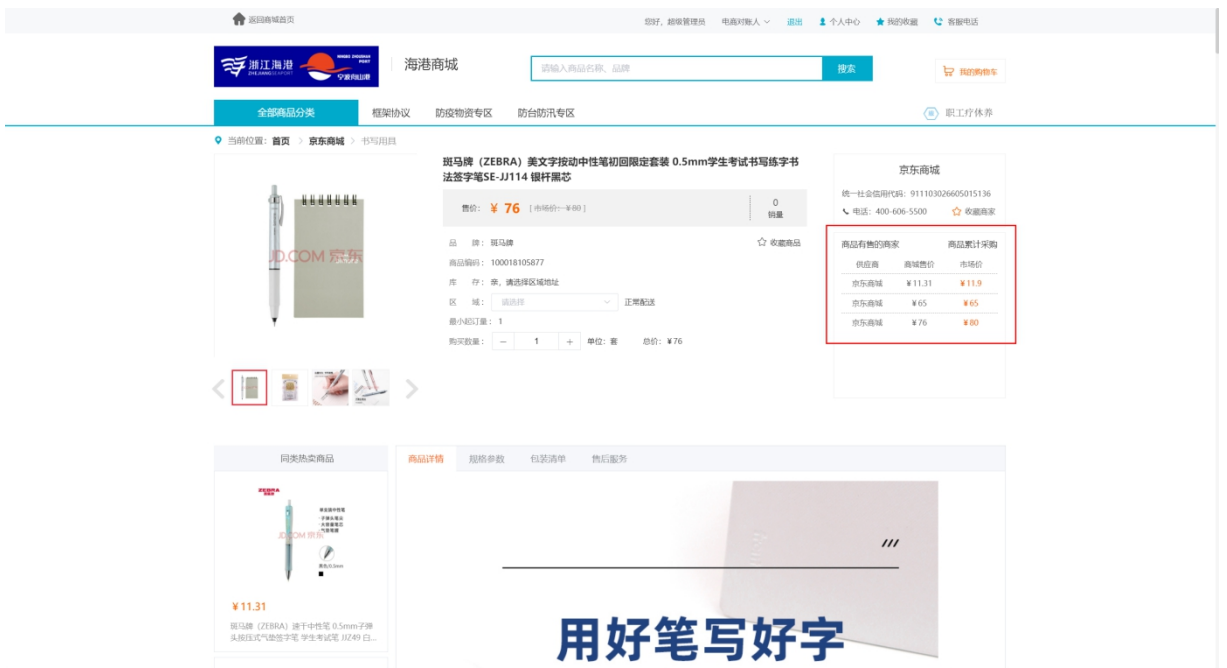 返回商城首页
您好，超级管理员 电商对账人 退出 个人中心 我的收藏 客服电话
浙江海港
ZHEJIANG SEAPORT
NINGBO ZHOUSHAN PORT
宁波舟山港
海港商城
请输入商品名称、品牌 搜索
我的购物车
全部商品分类 框架协议 防疫物资专区 防台防汛专区 职工疗休养
当前位置： 首页 > 京东商城 > 书写用具
斑马牌（ZEBRA）美文字按动中性笔初回限定套装 0.5mm学生考试书写练字书
法签字笔SE-JJ114 银杆黑芯
售价： ¥ 76 [ 市场价：¥80 ]
0
销量
品 牌： 斑马牌
收藏商品
商品编码： 100018105877
库 存： 亲，请选择区域地址
区 域： 请选择 正常配送
最小起订量： 1
购买数量： － 1 + 单位：套 总价：¥76
JD.COM 京东
京东商城
统一社会信用代码：911103026605015136
电话：400-606-5500 收藏商家
商品有售的商家 商品累计采购
供应商 商城售价 市场价
京东商城 ¥11.31 ¥11.9
京东商城 ¥65 ¥65
京东商城 ¥76 ¥80
同类热卖商品
商品详情 规格参数 包装清单 售后服务
ZEBRA
JD.COM 京东
¥11.31
斑马牌（ZEBRA）速干中性笔 0.5mm子弹
头按压式气垫签字笔 学生考试笔 JJZ49 白...
用好笔写好字